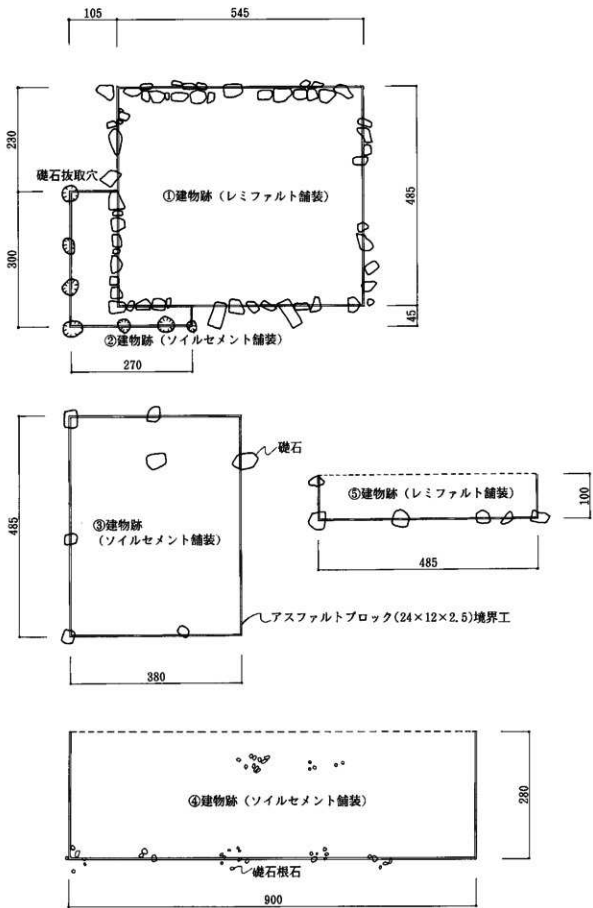 105
545
230
礎石抜取穴
①建物跡（レミファルト舗装）
485
300
45
②建物跡（ソイルセメント舗装）
270
礎石
485
③建物跡
（ソイルセメント舗装）
⑤建物跡（レミファルト舗装）
100
485
アスファルトブロック(24×12×2.5)境界工
380
④建物跡（ソイルセメント舗装）
280
礎石根石
900